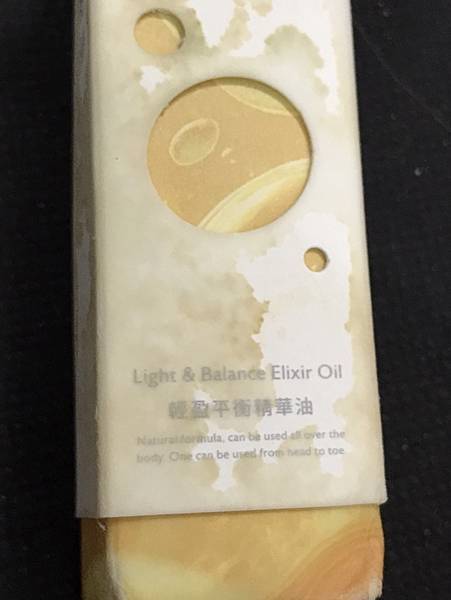 Light & Balance Elixir Oil
輕盈平衡精華油
Natural formula, can be used all over the
body. One can be used from head to toe.